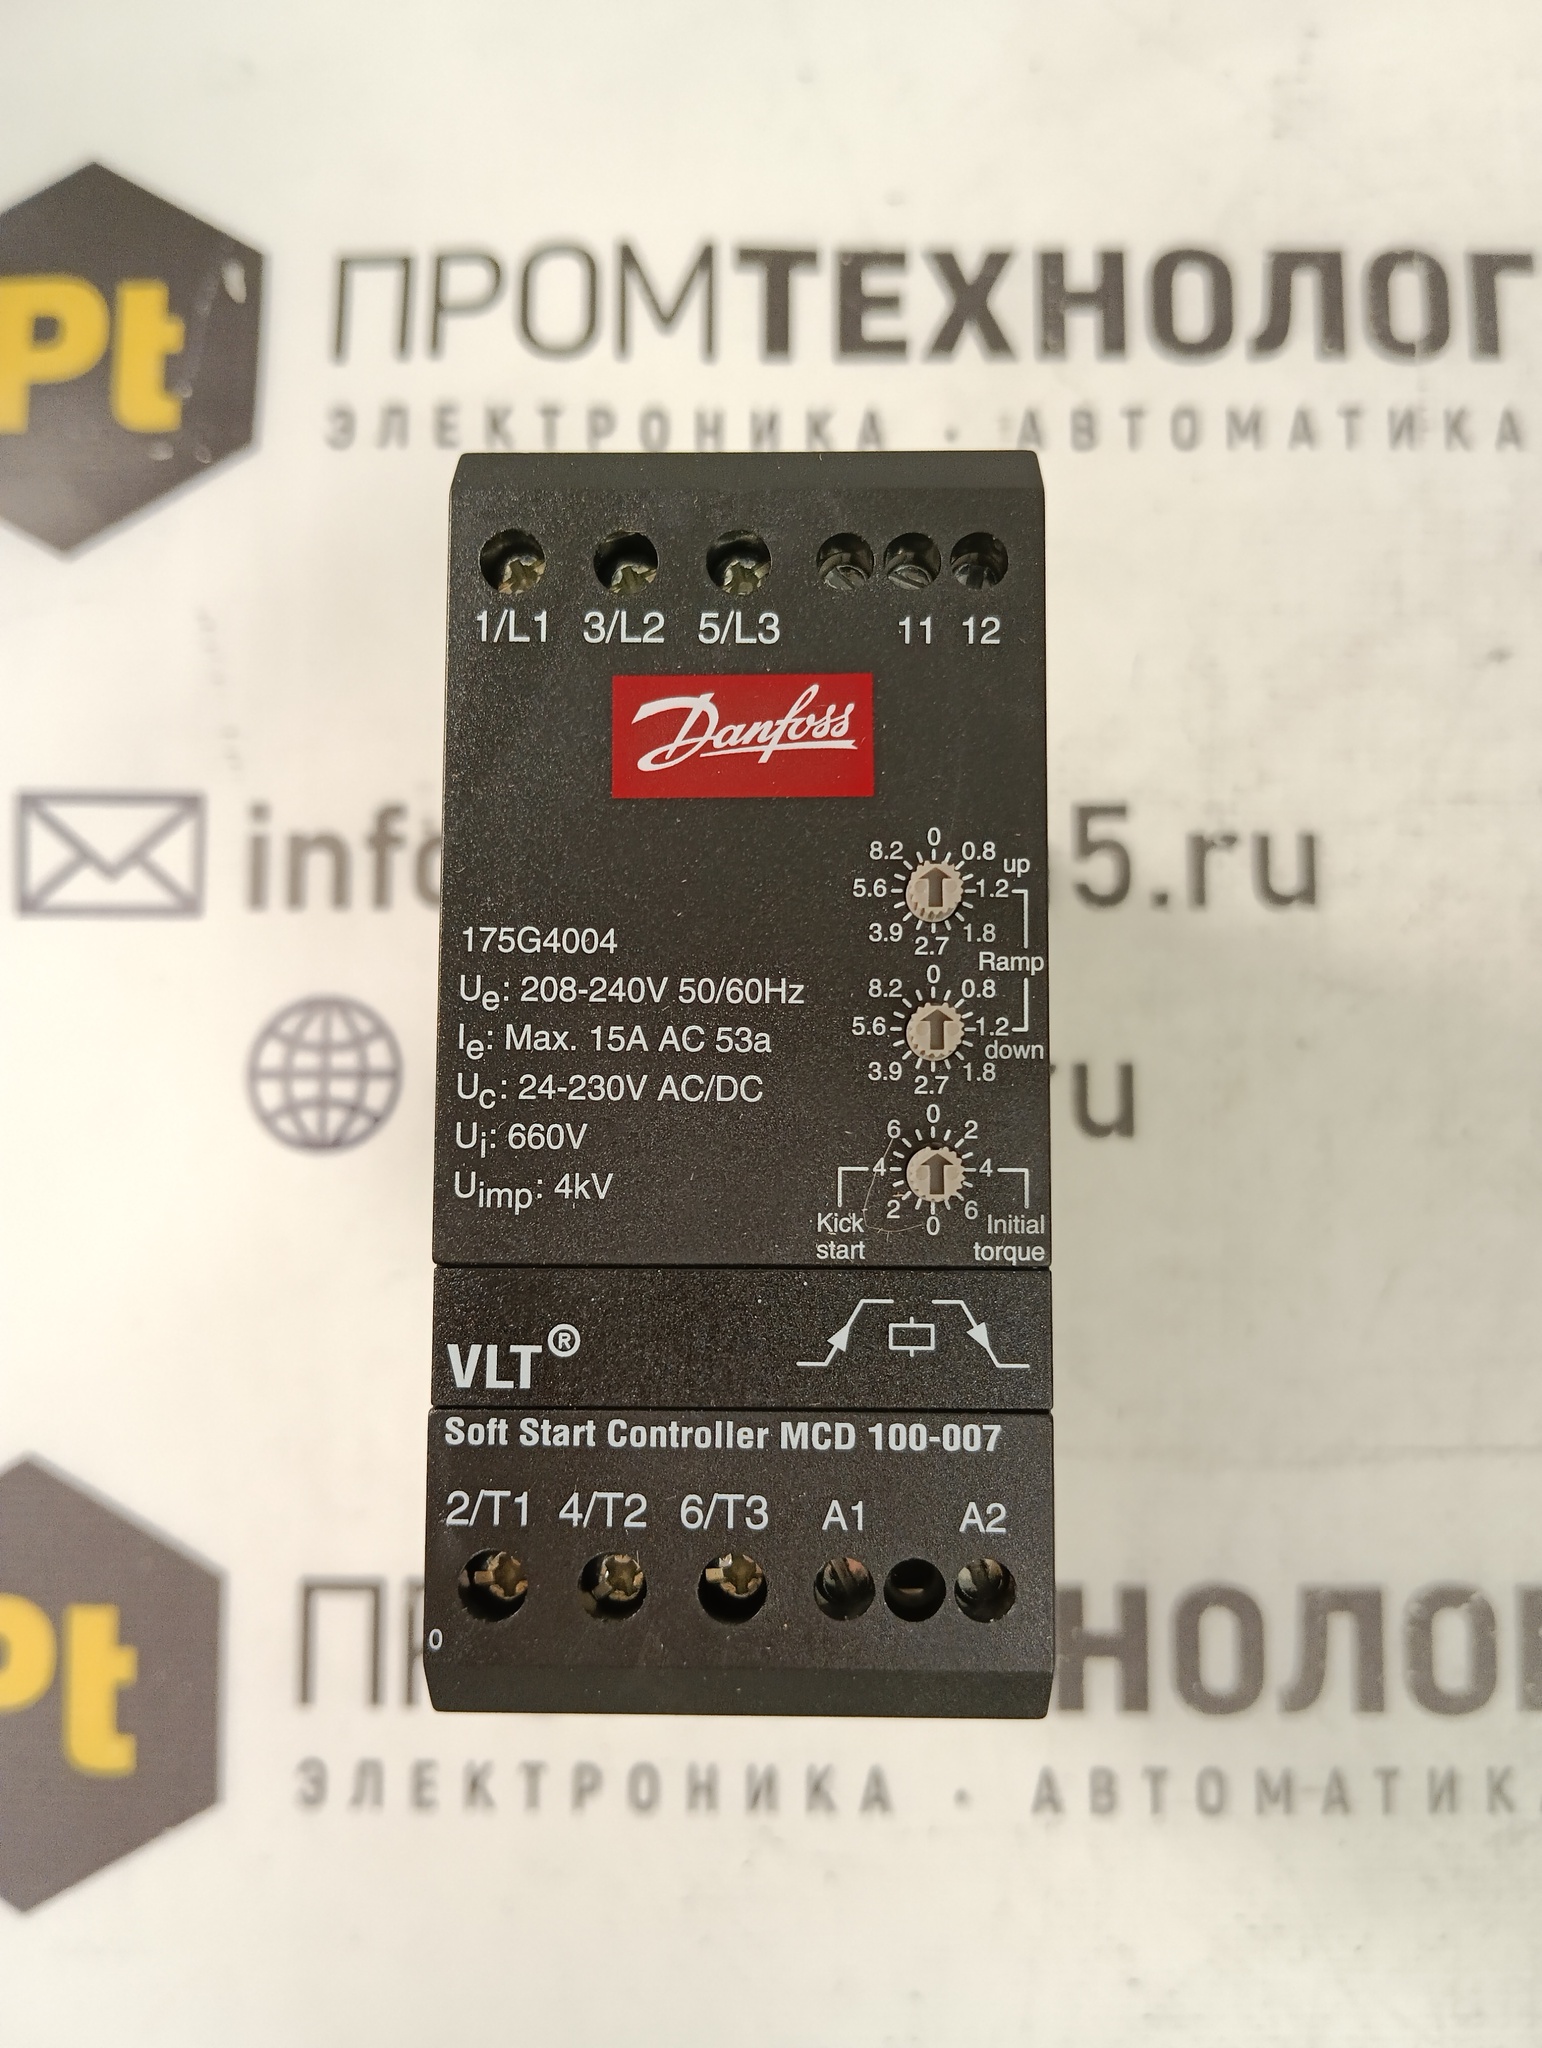 Pt
ПРОМТЕХНОЛОГ
ЭЛЕКТРОНИКА · АВТОМАТИКА
1/L1 3/L2 5/L3 11 12
Danfoss
info 5.ru
0
8.2 0.8 up
5.6 1.2
3.9 1.8
2.7
Ramp
175G4004
Ue: 208-240V 50/60Hz
Ie: Max. 15A AC 53a
Uc: 24-230V AC/DC
Ui: 660V
Uimp: 4kV
0
8.2 0.8
5.6 1.2
down
3.9 1.8
2.7
u
0
6 2
4 4
2 6
0
Kick start
Initial torque
VLT®
Soft Start Controller MCD 100-007
2/T1 4/T2 6/T3 A1 A2
0
Pt
П НОЛО
ЭЛЕКТРОНИКА · АВТОМАТИК